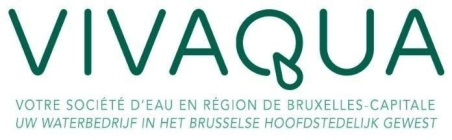 VIVAQUA
VOTRE SOCIÉTÉ D'EAU EN RÉGION DE BRUXELLES-CAPITALE
UW WATERBEDRIJF IN HET BRUSSELSE HOOFDSTEDELIJK GEWEST